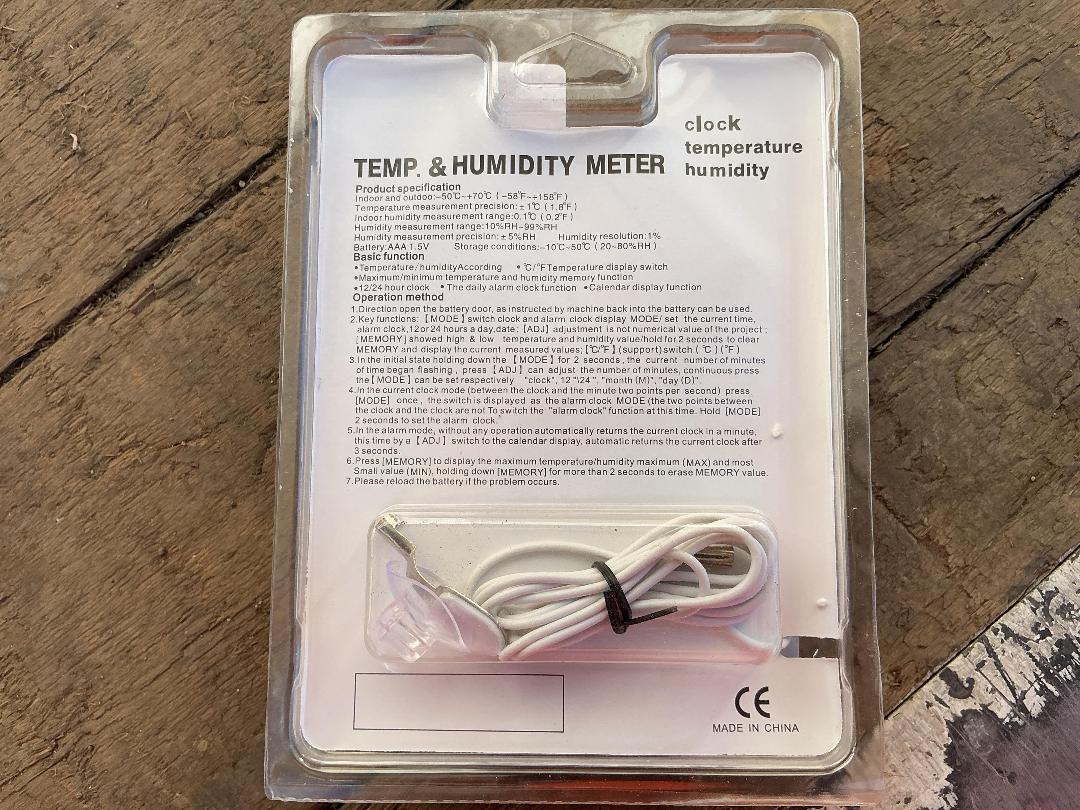 clock
temperature
humidity
TEMP. & HUMIDITY METER
Product specification
Indoor and outdoo:-50℃~+70℃ ( -58℉~+158℉ )
Temperature measurement precision: ± 1℃ ( 1.8℉ )
Indoor humidity measurement range:0.1℃ ( 0.2℉ )
Humidity measurement range:10%RH~99%RH
Humidity measurement precision: ± 5%RH Humidity resolution:1%
Battery:AAA 1.5V Storage conditions:-10℃~50℃ ( 20~80%RH )
Basic function
•Temperature/humidityAccording •℃/℉Temperature display switch
•Maximum/minimum temperature and humidity memory function
•12/24 hour clock •The daily alarm clock function •Calendar display function
Operation method
1.Direction open the battery door, as instructed by machine back into the battery can be used.
2.Key functions: 【MODE】switch clock and alarm clock display MODE/ set the current time,
alarm clock,12or24 hours a day,date; [ADJ] adjustment is not numerical value of the project;
[MEMORY] showed high & low temperature and humidity value/hold for 2 seconds to clear
MEMORY and display the current measured values; [℃/℉] (support)switch (℃) (℉)
3.In the initial state holding down the 【MODE】 for 2 seconds, the current number of minutes
of time began flashing , press 【ADJ】 can adjust the number of minutes, continuous press
the【MODE】can be set respectively "clock", 12 "\24 ", "month (M)", "day (D)".
4.In the current clock mode (between the clock and the minute two points per second) press
[MODE] once, the switch is displayed as the alarm clock MODE (the two points between
the clock and the clock are not To switch the "alarm clock" function at this time. Hold [MODE]
2 seconds to set the alarm clock."
5.In the alarm mode, without any operation automatically returns the current clock in a minute,
this time by a 【ADJ】 switch to the calendar display, automatic returns the current clock after
3 seconds.
6.Press [MEMORY] to display the maximum temperature/humidity maximum (MAX) and most
Small value (MIN), holding down [MEMORY] for more than 2 seconds to erase MEMORY value.
7.Please reload the battery if the problem occurs.
CE
MADE IN CHINA